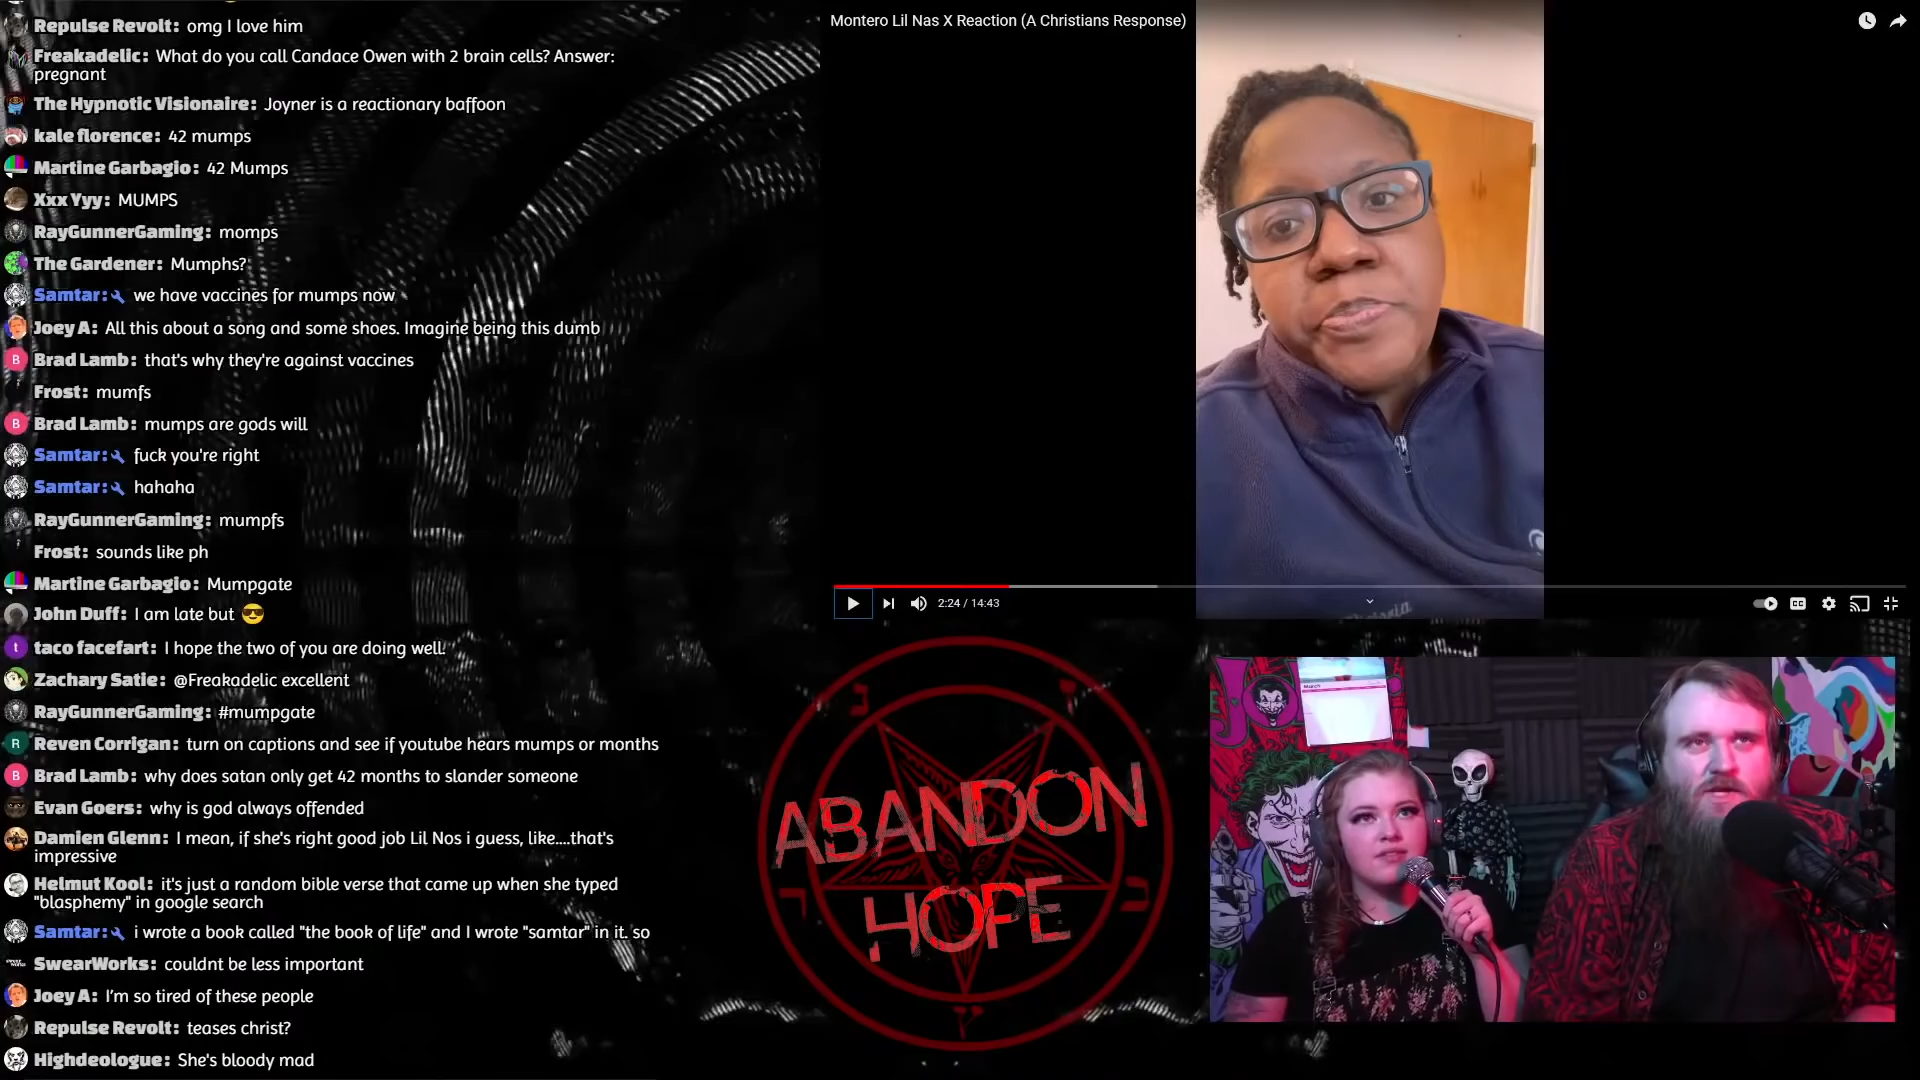 Repulse Revolt: omg I love him
Freakadelic: What do you call Candace Owen with 2 brain cells? Answer:
pregnant
The Hypnotic Visionaire: Joyner is a reactionary baffoon
kale florence: 42 mumps
Martine Garbagio: 42 Mumps
Xxx Yyy: MUMPS
RayGunnerGaming: momps
The Gardener: Mumphs?
Samtar: we have vaccines for mumps now
Joey A: All this about a song and some shoes. Imagine being this dumb
B Brad Lamb: that's why they're against vaccines
Frost: mumfs
B Brad Lamb: mumps are gods will
Samtar: fuck you're right
Samtar: hahaha
RayGunnerGaming: mumpfs
Frost: sounds like ph
Martine Garbagio: Mumpgate
John Duff: I am late but 😎
t taco facefart: I hope the two of you are doing well.
Zachary Satie: @Freakadelic excellent
RayGunnerGaming: #mumpgate
R Reven Corrigan: turn on captions and see if youtube hears mumps or months
B Brad Lamb: why does satan only get 42 months to slander someone
Evan Goers: why is god always offended
Damien Glenn: I mean, if she's right good job Lil Nos i guess, like....that's
impressive
Helmut Kool: it's just a random bible verse that came up when she typed
"blasphemy" in google search
Samtar: i wrote a book called "the book of life" and I wrote "samtar" in it. so
SwearWorks: couldnt be less important
Joey A: I'm so tired of these people
Repulse Revolt: teases christ?
Highdeologue: She's bloody mad
Montero Lil Nas X Reaction (A Christians Response)
2:24 / 14:43
CC
ABANDON
HOPE
JO
March